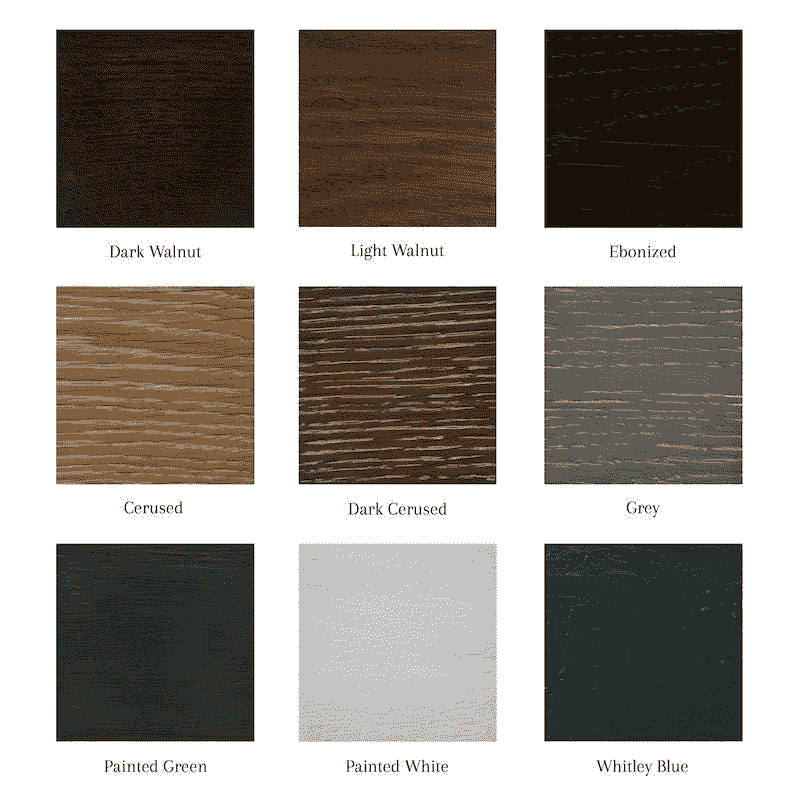 Dark Walnut
Light Walnut
Ebonized
Cerused
Dark Cerused
Grey
Painted Green
Painted White
Whitley Blue